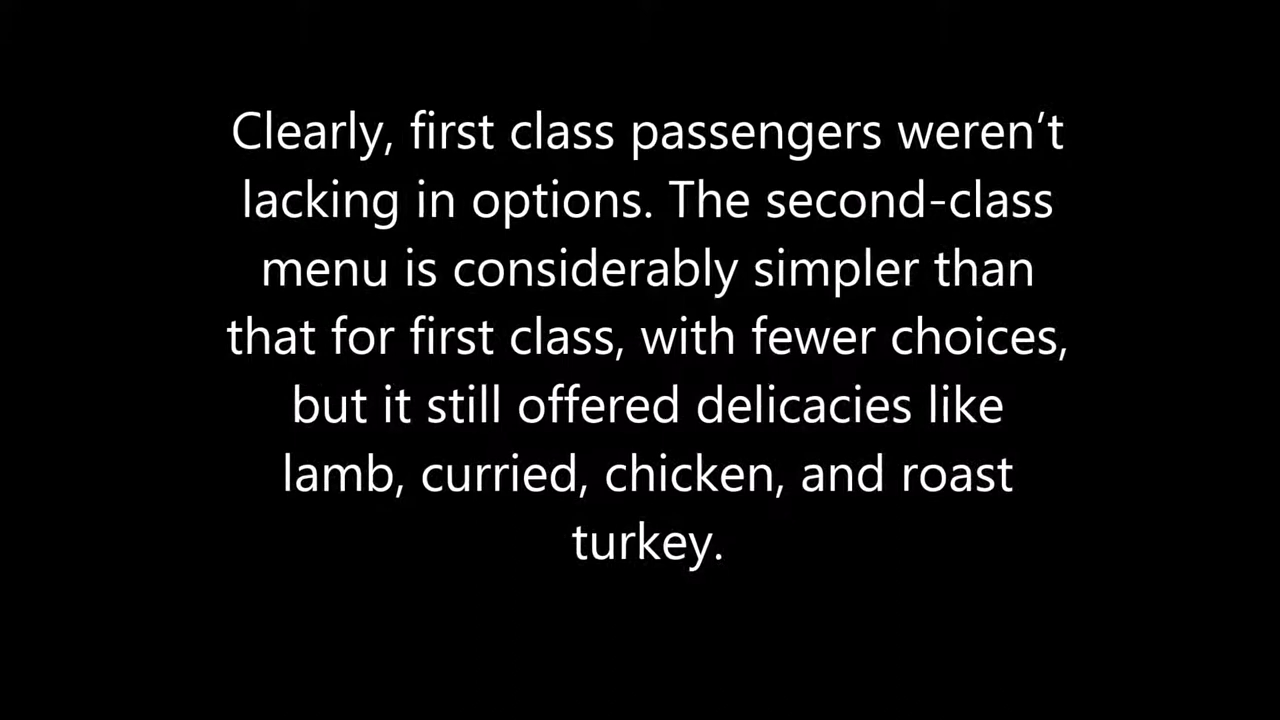 Clearly, first class passengers weren’t
lacking in options. The second-class
menu is considerably simpler than
that for first class, with fewer choices,
but it still offered delicacies like
lamb, curried, chicken, and roast
turkey.